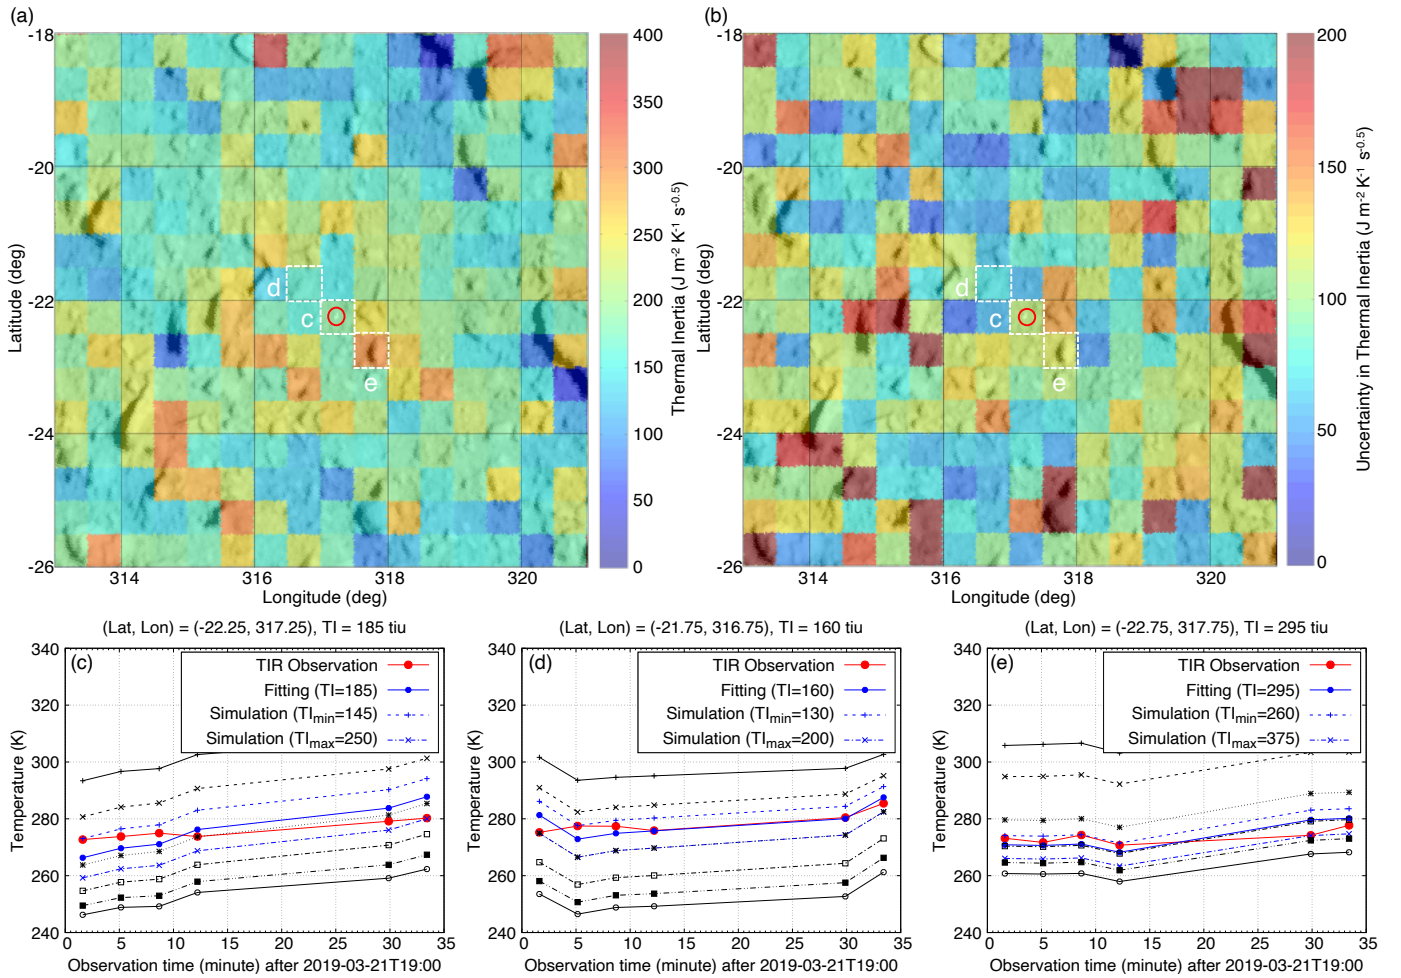 (a)
-18
-20
-22
-24
-26
Latitude (deg)
314
316
318
320
Longitude (deg)
d
c
e
400
350
300
250
200
150
100
50
0
Thermal Inertia (J m-2 K-1 s-0.5)
(b)
-18
-20
-22
-24
-26
Latitude (deg)
314
316
318
320
Longitude (deg)
d
c
e
200
150
100
50
0
Uncertainty in Thermal Inertia (J m-2 K-1 s-0.5)
(Lat, Lon) = (-22.25, 317.25), TI = 185 tiu
(c)
TIR Observation
Fitting (TI=185)
Simulation (TImin=145)
Simulation (TImax=250)
340
320
300
280
260
240
Temperature (K)
0 5 10 15 20 25 30 35
Observation time (minute) after 2019-03-21T19:00
(Lat, Lon) = (-21.75, 316.75), TI = 160 tiu
(d)
TIR Observation
Fitting (TI=160)
Simulation (TImin=130)
Simulation (TImax=200)
340
320
300
280
260
240
Temperature (K)
0 5 10 15 20 25 30 35
Observation time (minute) after 2019-03-21T19:00
(Lat, Lon) = (-22.75, 317.75), TI = 295 tiu
(e)
TIR Observation
Fitting (TI=295)
Simulation (TImin=260)
Simulation (TImax=375)
340
320
300
280
260
240
Temperature (K)
0 5 10 15 20 25 30 35
Observation time (minute) after 2019-03-21T19:00